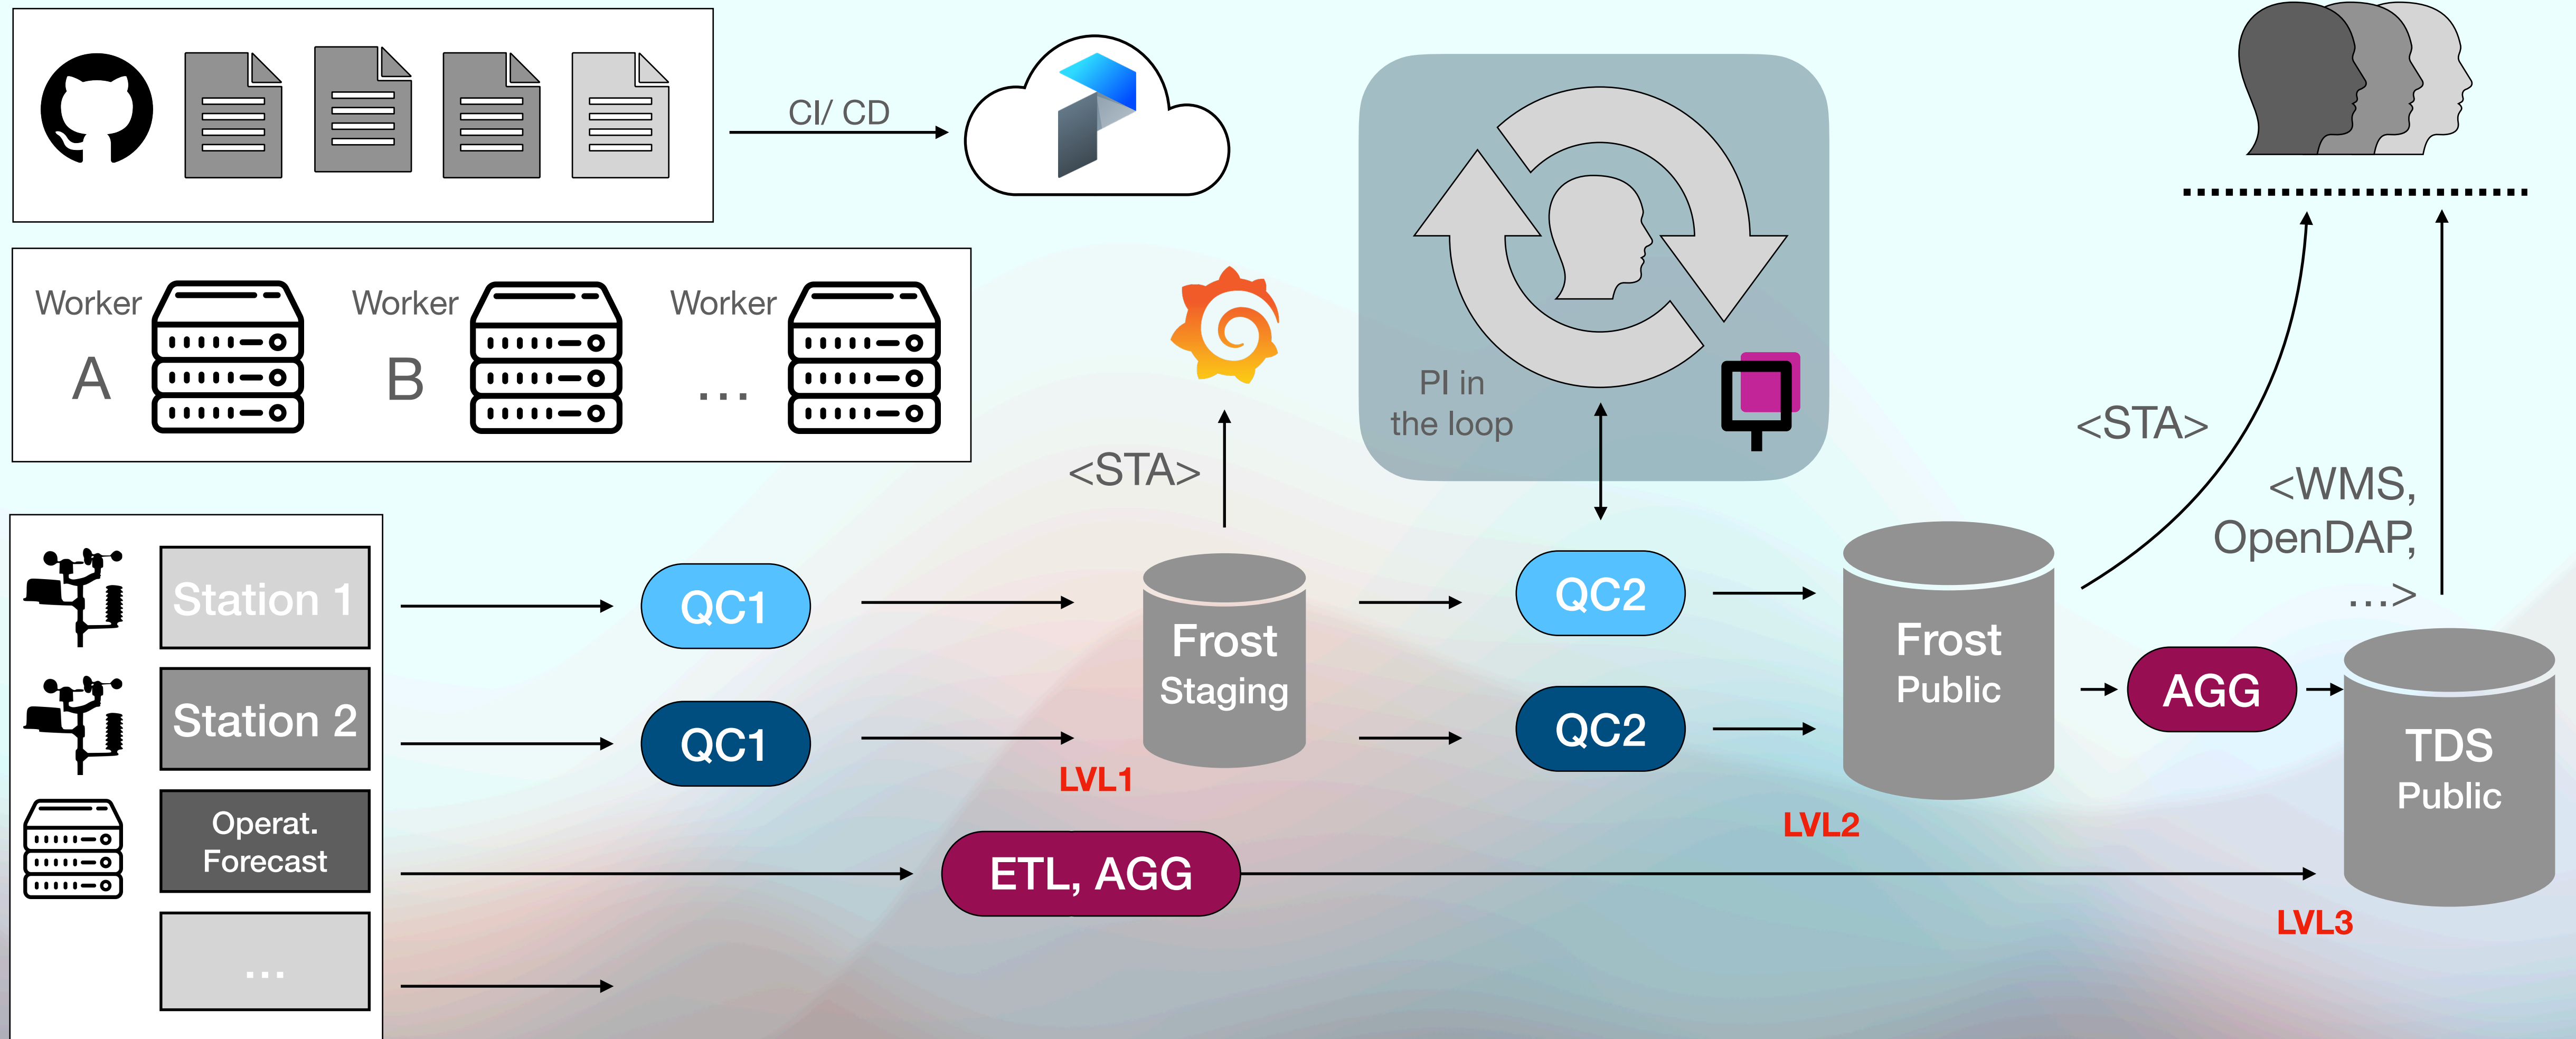 CI/ CD
Worker
A
Worker
B
Worker
...
PI in
the loop
<STA>
<STA>
<WMS,
OpenDAP,
...>
Station 1
QC1
Frost
Staging
QC2
Frost
Public
Station 2
QC1
QC2
AGG
TDS
Public
LVL1
LVL2
Operat.
Forecast
ETL, AGG
LVL3
...